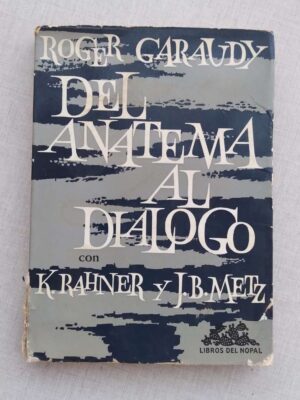 ROGER GARAUDY
DEL
ANATEMA
AL
DIALOGO
con
K. RAHNER Y J.B. METZ
LIBROS DEL NOPAL